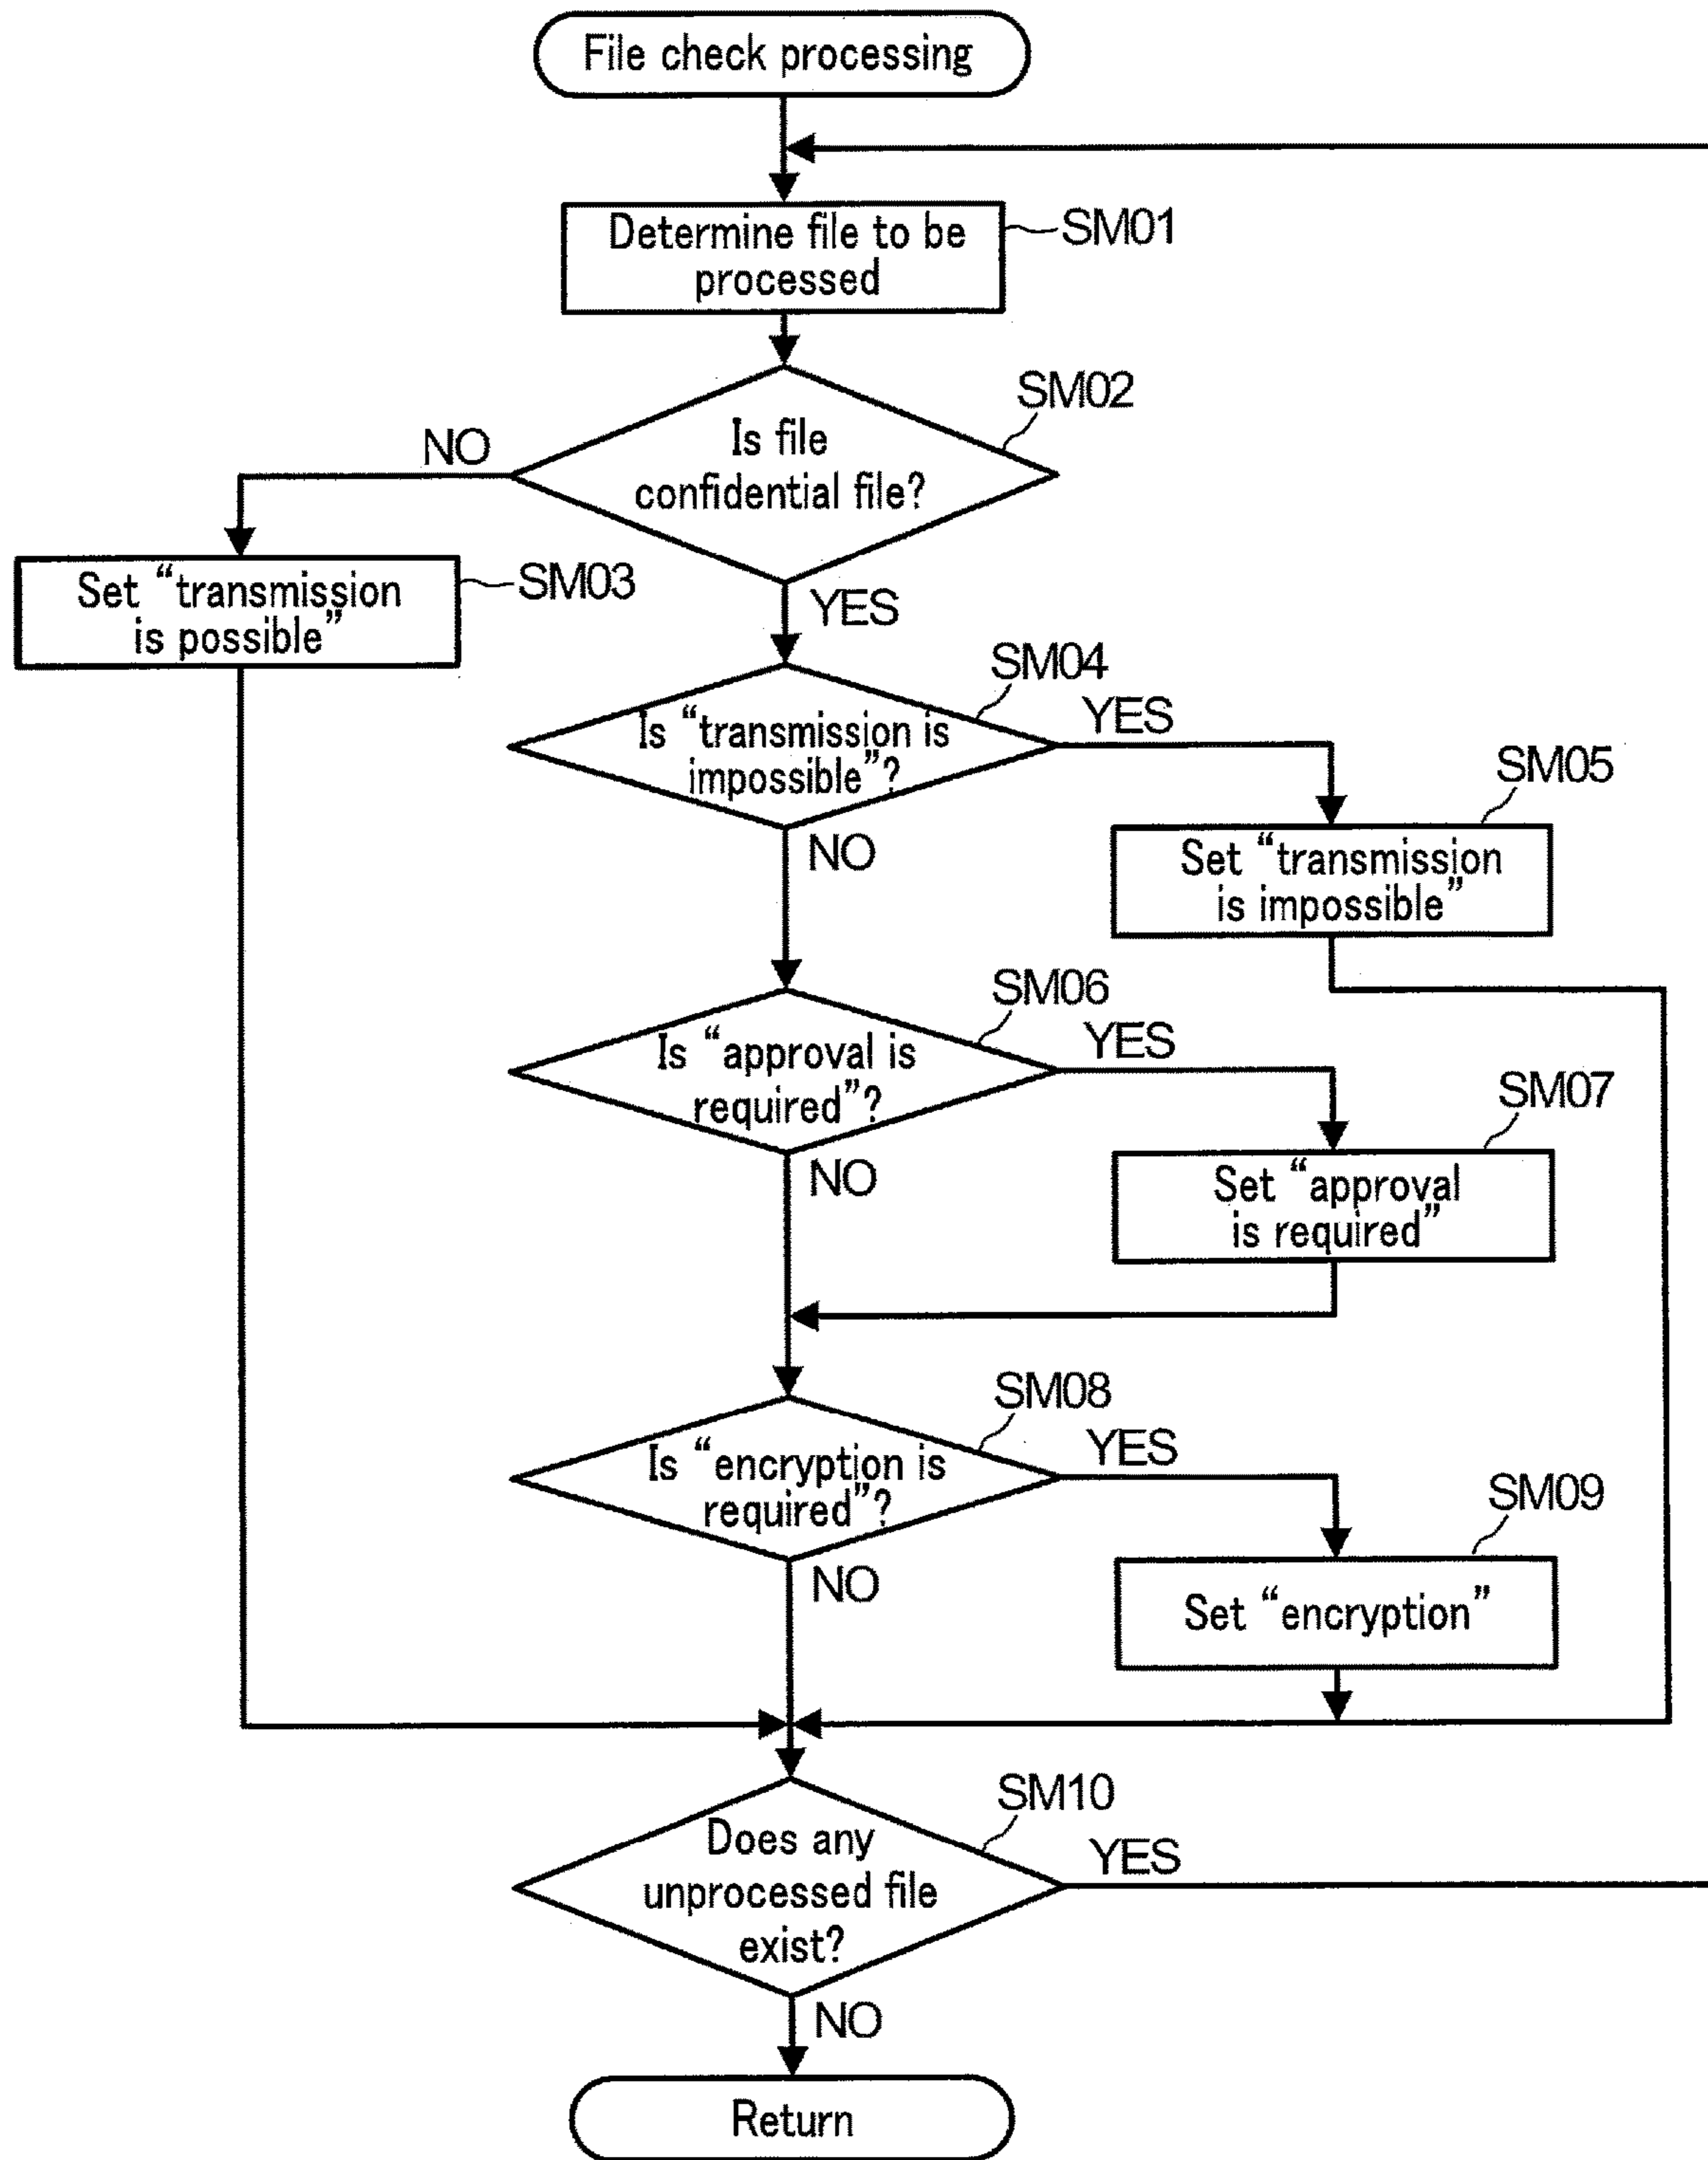 File check processing
Determine file to be
processed
SM01
SM02
Is file
confidential file?
NO
YES
Set “transmission
is possible”
SM03
SM04
Is “transmission is
impossible”?
YES
NO
SM05
Set “transmission
is impossible”
SM06
Is “approval is
required”?
YES
NO
SM07
Set “approval
is required”
SM08
Is “encryption is
required”?
YES
NO
SM09
Set “encryption”
SM10
Does any
unprocessed file
exist?
YES
NO
Return